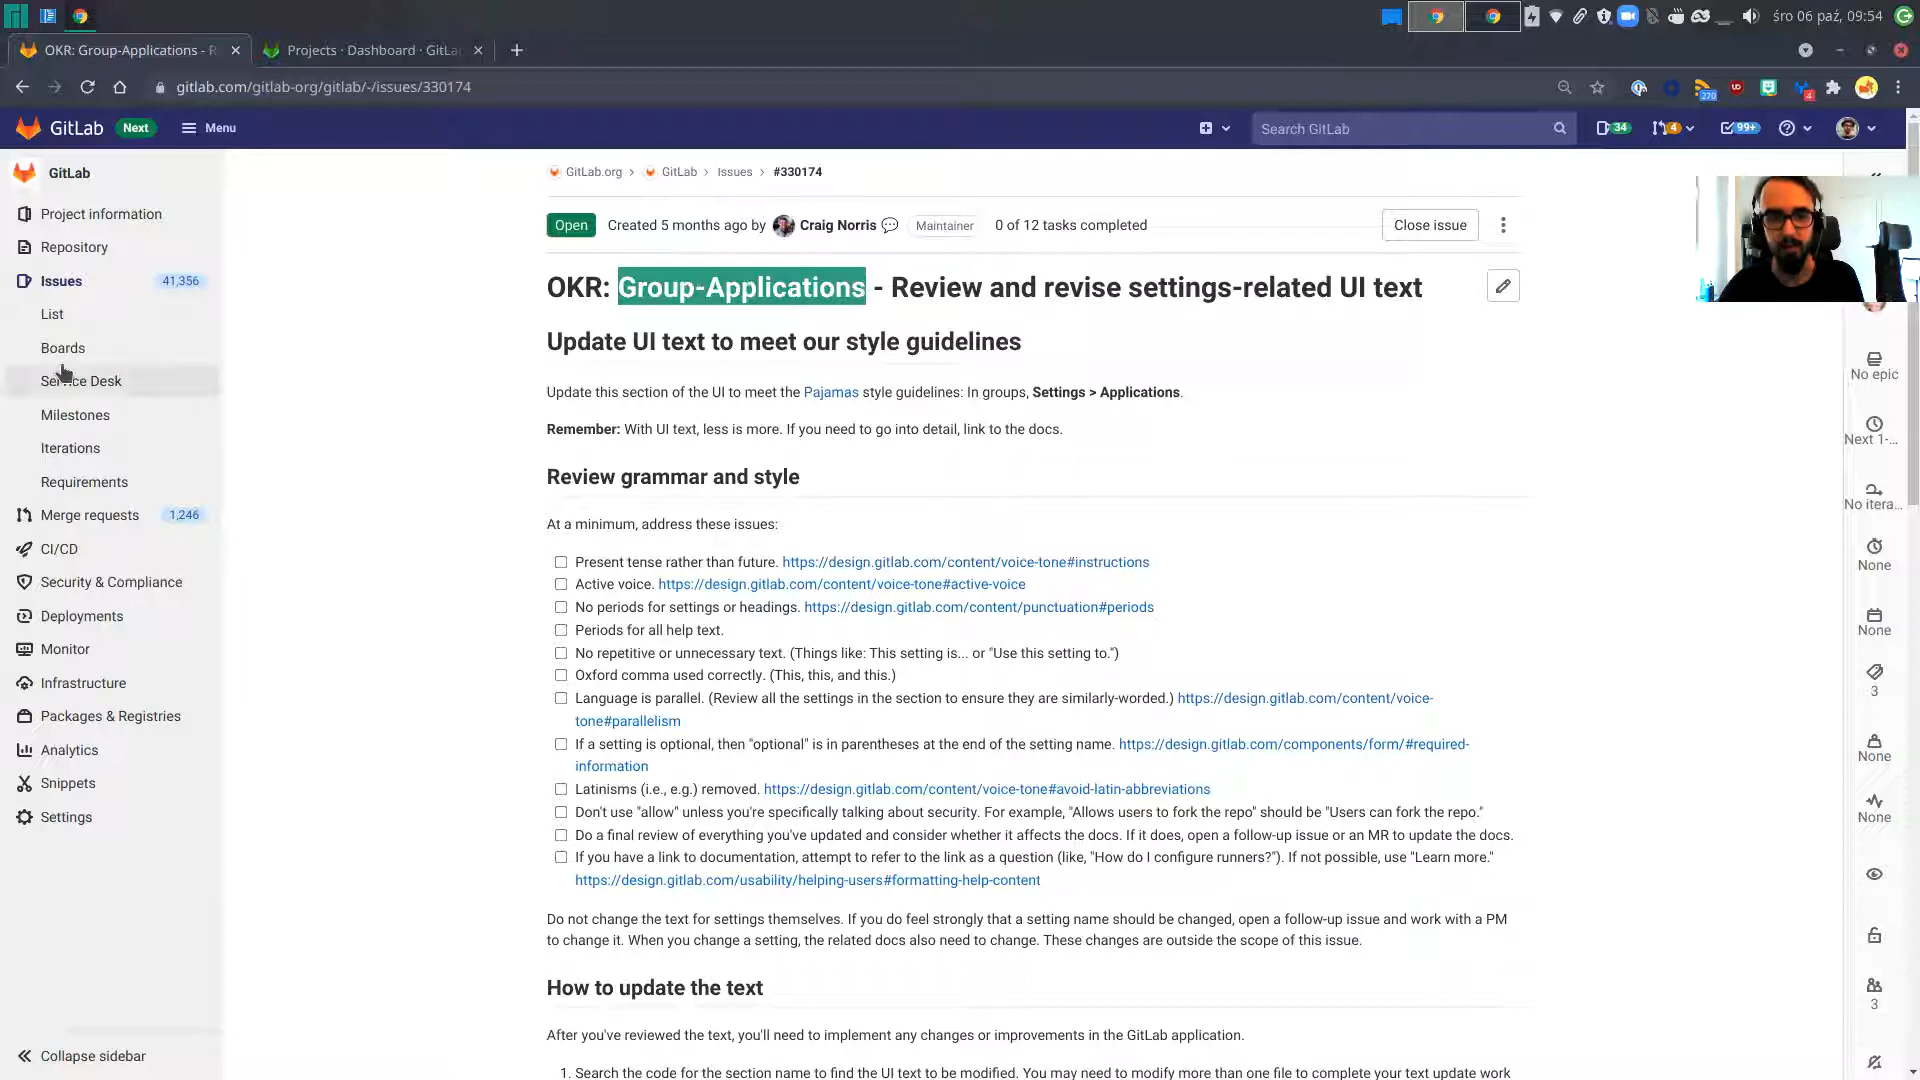 śro 06 paź, 09:54
OKR: Group-Applications - R
Projects · Dashboard · GitLa
gitlab.com/gitlab-org/gitlab/-/issues/330174
270
4
GitLab
Next
Menu
Search GitLab
34
4
99+
GitLab
Project information
Repository
Issues
41,356
List
Boards
Service Desk
Milestones
Iterations
Requirements
Merge requests
1,246
CI/CD
Security & Compliance
Deployments
Monitor
Infrastructure
Packages & Registries
Analytics
Snippets
Settings
Collapse sidebar
GitLab.org › GitLab › Issues › #330174
Open
Created 5 months ago by Craig Norris
Maintainer
0 of 12 tasks completed
Close issue
OKR: Group-Applications - Review and revise settings-related UI text
Update UI text to meet our style guidelines
Update this section of the UI to meet the Pajamas style guidelines: In groups, Settings > Applications.
Remember: With UI text, less is more. If you need to go into detail, link to the docs.
Review grammar and style
At a minimum, address these issues:
Present tense rather than future. https://design.gitlab.com/content/voice-tone#instructions
Active voice. https://design.gitlab.com/content/voice-tone#active-voice
No periods for settings or headings. https://design.gitlab.com/content/punctuation#periods
Periods for all help text.
No repetitive or unnecessary text. (Things like: This setting is... or "Use this setting to.")
Oxford comma used correctly. (This, this, and this.)
Language is parallel. (Review all the settings in the section to ensure they are similarly-worded.) https://design.gitlab.com/content/voice-
tone#parallelism
If a setting is optional, then "optional" is in parentheses at the end of the setting name. https://design.gitlab.com/components/form/#required-
information
Latinisms (i.e., e.g.) removed. https://design.gitlab.com/content/voice-tone#avoid-latin-abbreviations
Don't use "allow" unless you're specifically talking about security. For example, "Allows users to fork the repo" should be "Users can fork the repo."
Do a final review of everything you've updated and consider whether it affects the docs. If it does, open a follow-up issue or an MR to update the docs.
If you have a link to documentation, attempt to refer to the link as a question (like, "How do I configure runners?"). If not possible, use "Learn more."
https://design.gitlab.com/usability/helping-users#formatting-help-content
Do not change the text for settings themselves. If you do feel strongly that a setting name should be changed, open a follow-up issue and work with a PM
to change it. When you change a setting, the related docs also need to change. These changes are outside the scope of this issue.
How to update the text
After you've reviewed the text, you'll need to implement any changes or improvements in the GitLab application.
1. Search the code for the section name to find the UI text to be modified. You may need to modify more than one file to complete your text update work
No epic
Next 1-...
No itera...
None
None
3
None
None
3